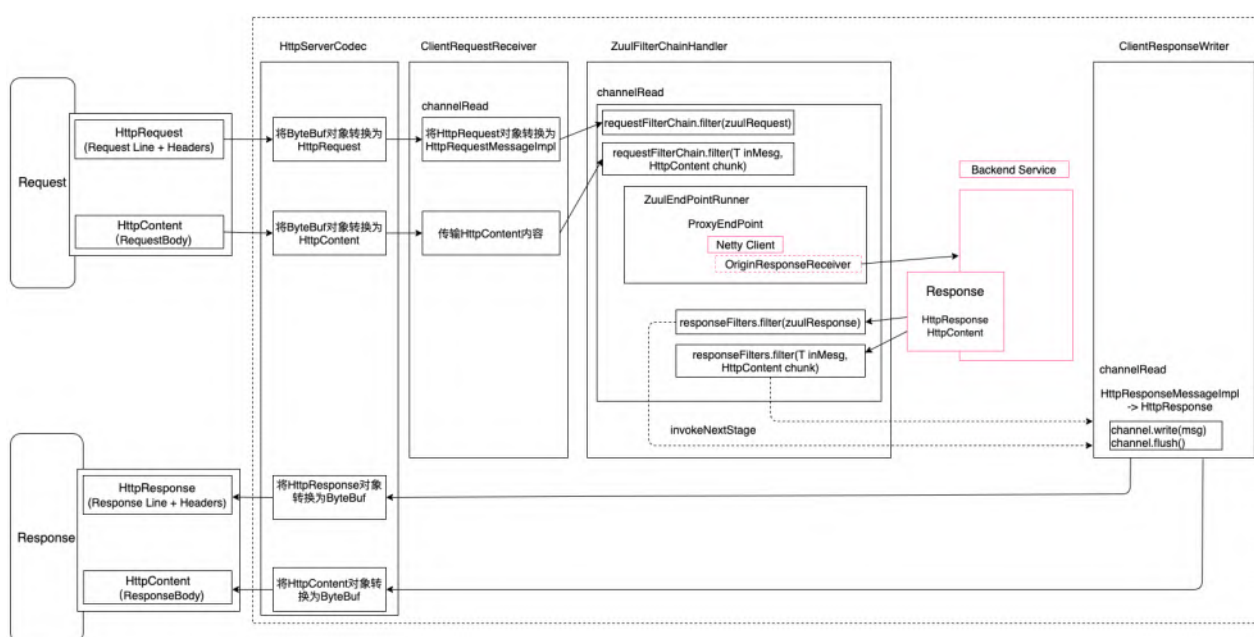 HttpServerCodec
ClientRequestReceiver
ZuulFilterChainHandler
ClientResponseWriter
Request
HttpRequest
(Request Line + Headers)
HttpContent
（RequestBody)
将ByteBuf对象转换为
HttpRequest
将ByteBuf对象转换为
HttpContent
channelRead
将HttpRequest对象转换为
HttpRequestMessageImpl
传输HttpContent内容
channelRead
requestFilterChain.filter(zuulRequest)
requestFilterChain.filter(T inMesg,
HttpContent chunk)
ZuulEndPointRunner
ProxyEndPoint
Netty Client
OriginResponseReceiver
Backend Service
Response
HttpResponse
HttpContent
responseFilters.filter(zuulResponse)
responseFilters.filter(T inMesg,
HttpContent chunk)
invokeNextStage
channelRead
HttpResponseMessageImpl
-> HttpResponse
channel.write(msg)
channel.flush()
Response
HttpResponse
(Response Line + Headers)
HttpContent
（ResponseBody)
将HttpResponse对象
转换为ByteBuf
将HttpContent对象转
换为ByteBuf